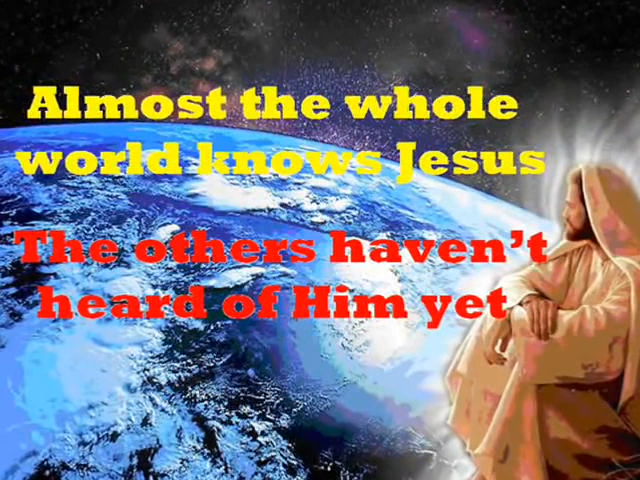 Almost the whole
world knows Jesus
The others haven’t
heard of Him yet